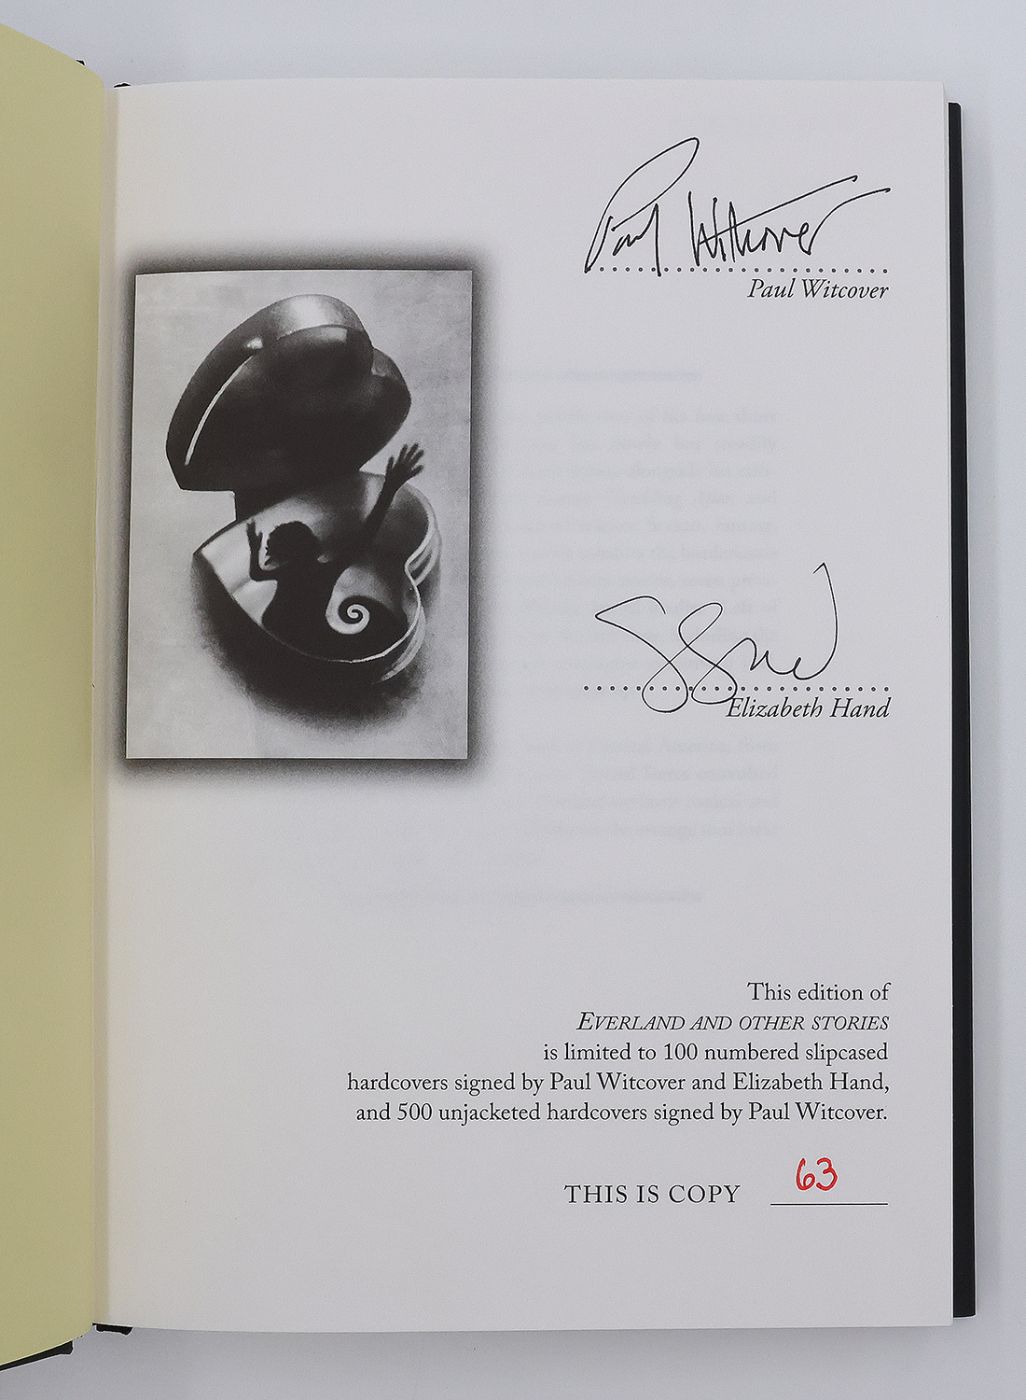 Paul Witcover
Paul Witcover
Elizabeth Hand
This edition of
EVERLAND AND OTHER STORIES
is limited to 100 numbered slipcased
hardcovers signed by Paul Witcover and Elizabeth Hand,
and 500 unjacketed hardcovers signed by Paul Witcover.
THIS IS COPY 63